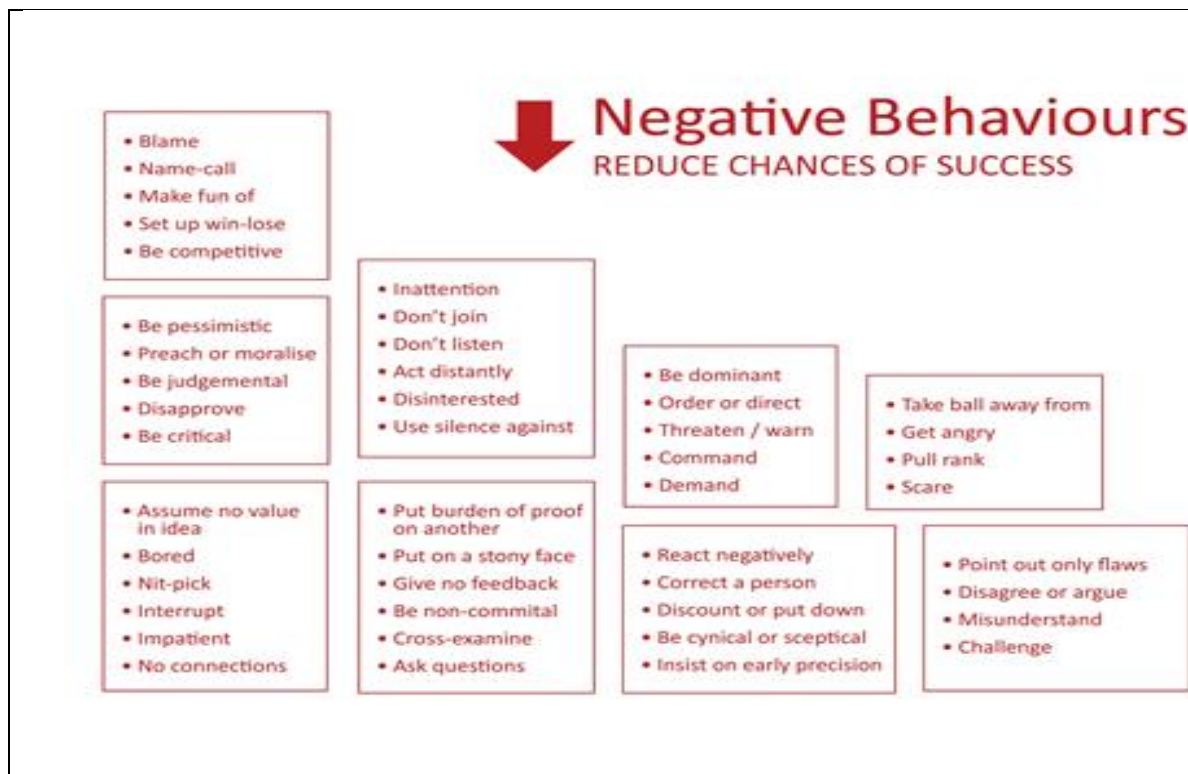 Negative Behaviours
REDUCE CHANCES OF SUCCESS
• Blame
• Name-call
• Make fun of
• Set up win-lose
• Be competitive
• Be pessimistic
• Preach or moralise
• Be judgemental
• Disapprove
• Be critical
• Assume no value
in idea
• Bored
• Nit-pick
• Interrupt
• Impatient
• No connections
• Inattention
• Don't join
• Don't listen
• Act distantly
• Disinterested
• Use silence against
• Put burden of proof
on another
• Put on a stony face
• Give no feedback
• Be non-commital
• Cross-examine
• Ask questions
• Be dominant
• Order or direct
• Threaten / warn
• Command
• Demand
• React negatively
• Correct a person
• Discount or put down
• Be cynical or sceptical
• Insist on early precision
• Take ball away from
• Get angry
• Pull rank
• Scare
• Point out only flaws
• Disagree or argue
• Misunderstand
• Challenge